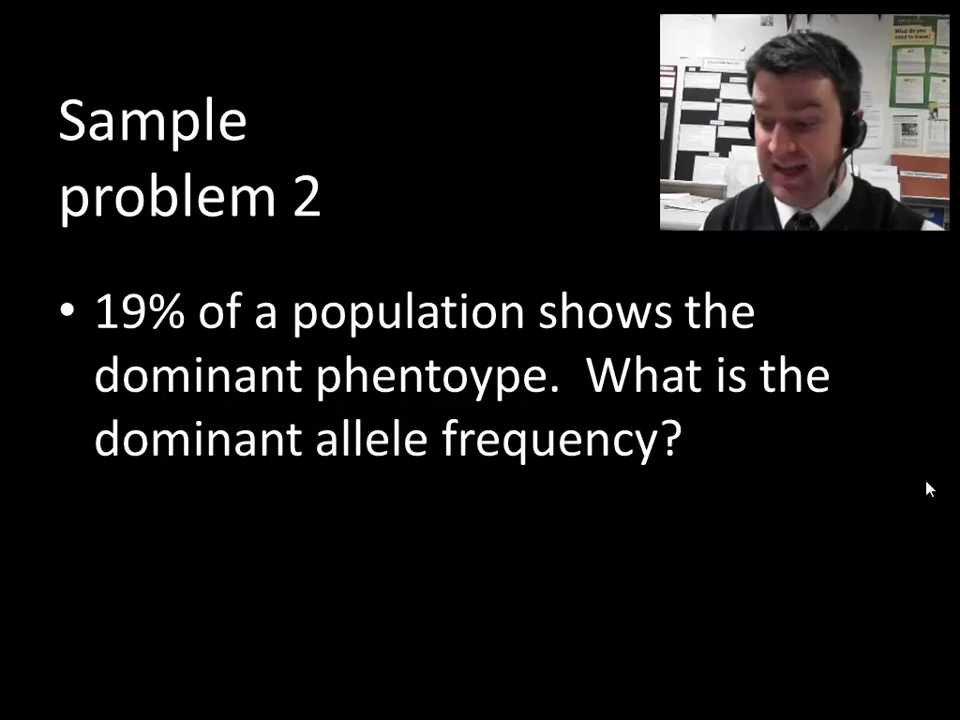 Sample
problem 2
• 19% of a population shows the
dominant phentoype.  What is the
dominant allele frequency?